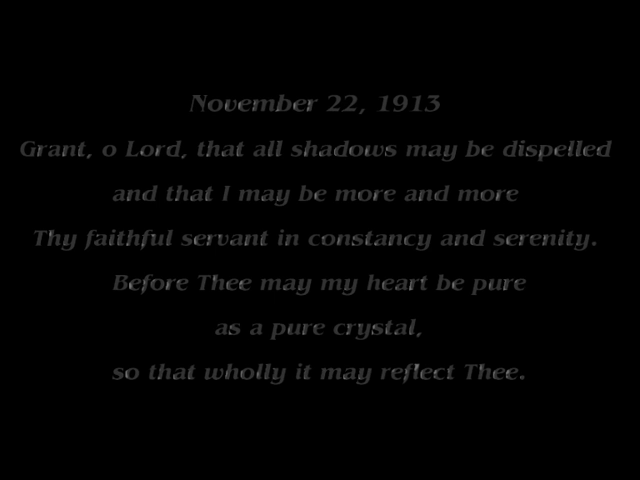 November 22, 1913
Grant, o Lord, that all shadows may be dispelled
and that I may be more and more
Thy faithful servant in constancy and serenity.
Before Thee may my heart be pure
as a pure crystal,
so that wholly it may reflect Thee.